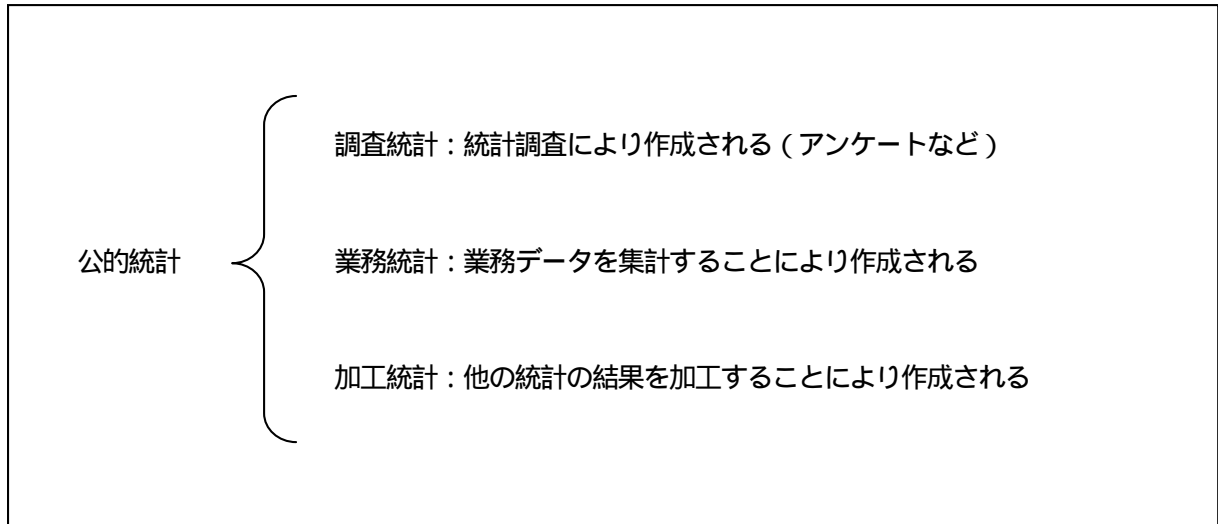 調査統計：統計調査により作成される（アンケートなど）
公的統計
業務統計：業務データを集計することにより作成される
加工統計：他の統計の結果を加工することにより作成される